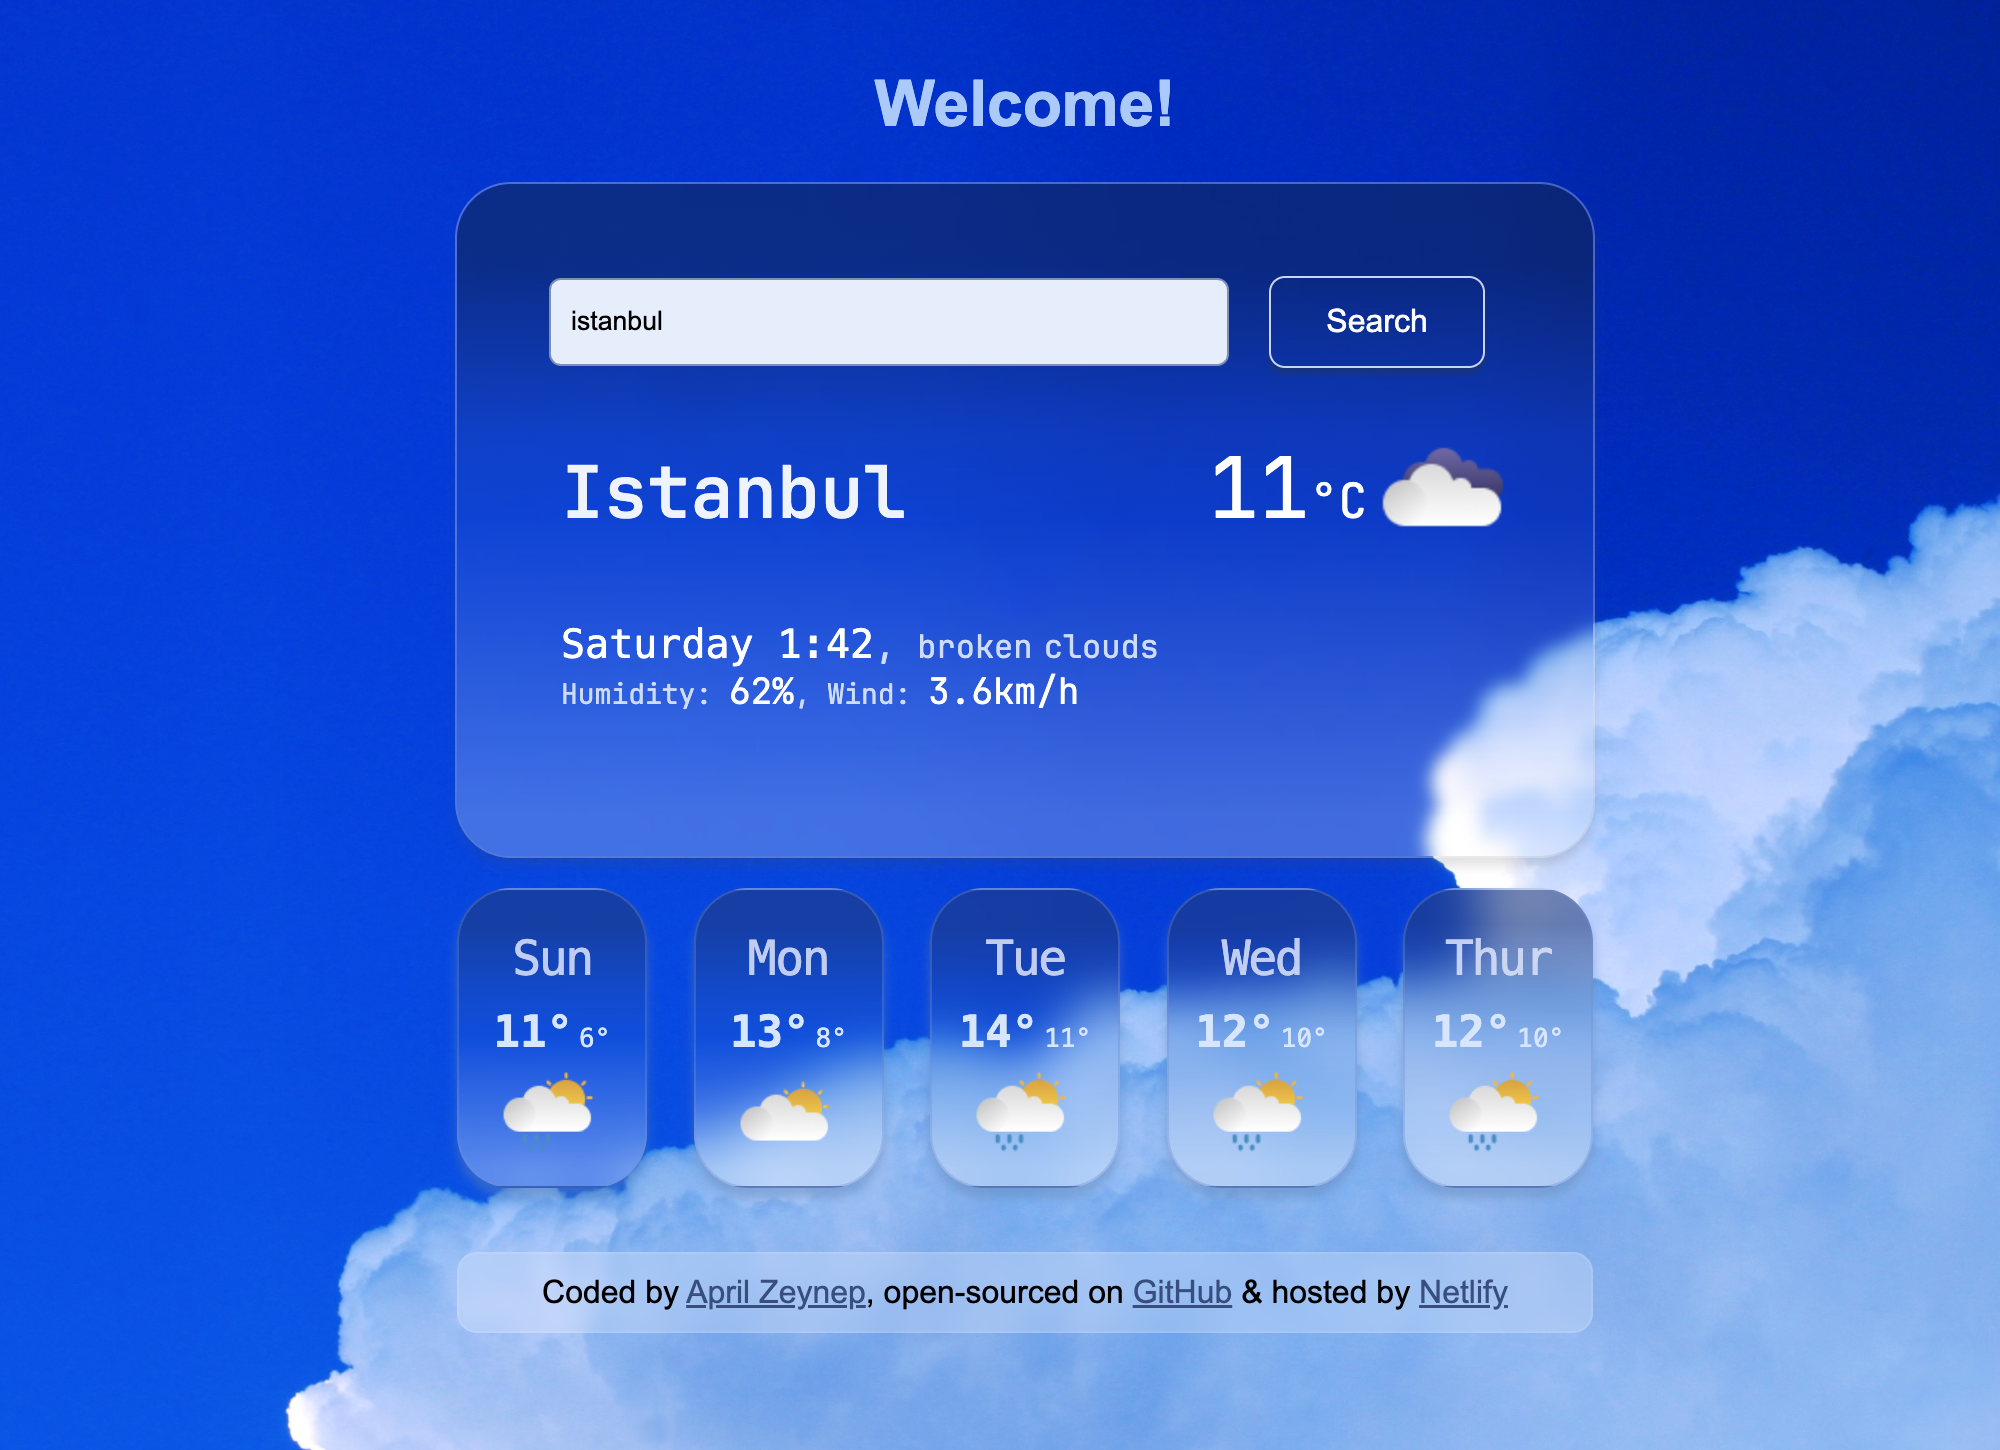 Welcome!
istanbul
Search
Istanbul
11°C
Saturday 1:42, broken clouds
Humidity: 62%, Wind: 3.6km/h
Sun Mon Tue Wed Thur
11° 6° 13° 8° 14° 11° 12° 10° 12° 10°
Coded by April Zeynep, open-sourced on GitHub & hosted by Netlify